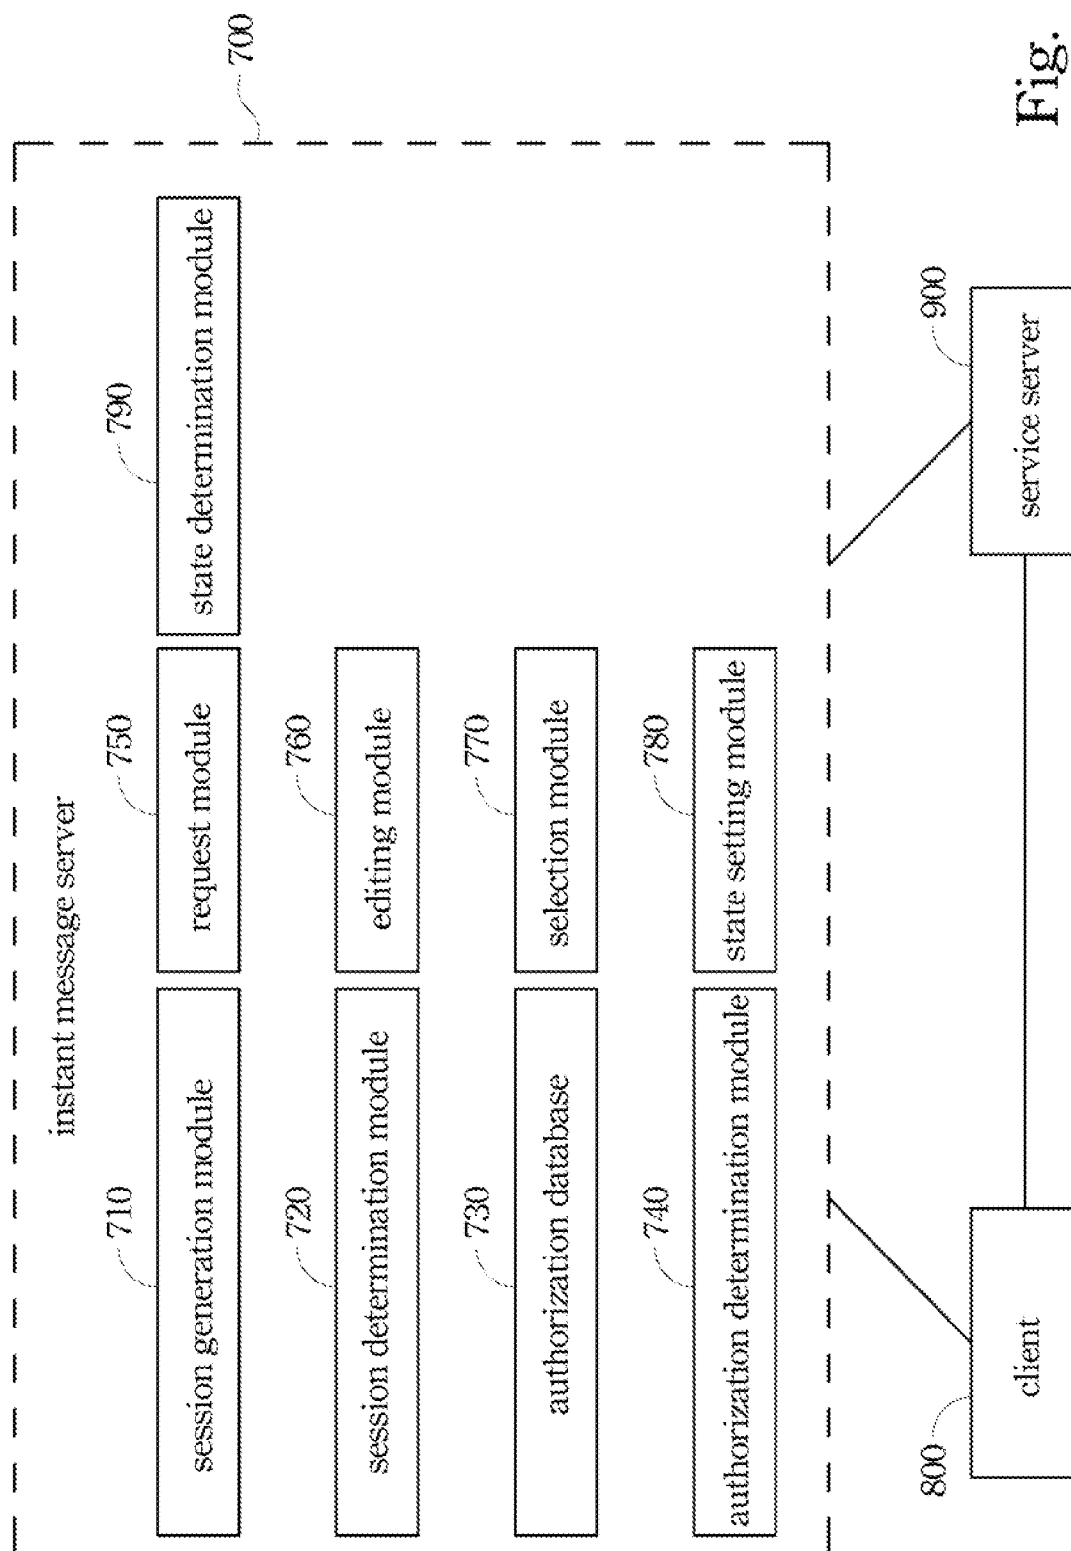 700
instant message server
710
session generation module
750
request module
790
state determination module
720
session determination module
760
editing module
730
authorization database
770
selection module
740
authorization determination module
780
state setting module
800
client
900
service server
Fig.